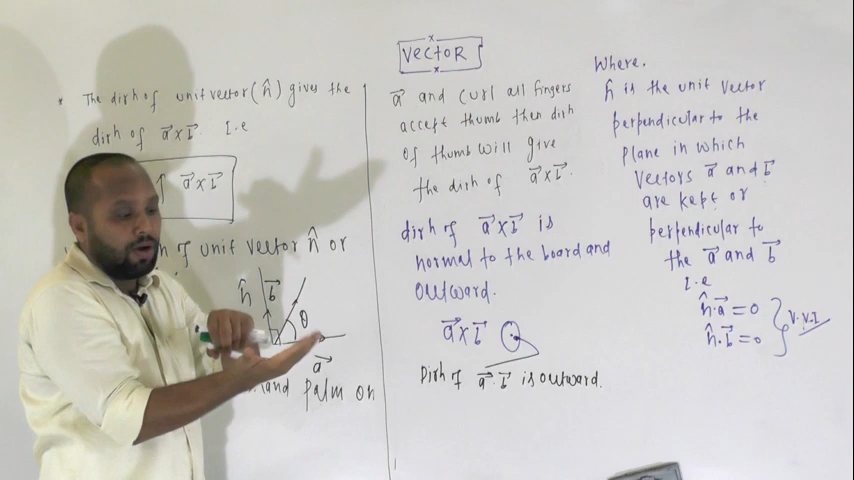 VECTOR
* The dirn of unit vector (n̂) gives the
dirn of a⃗×b⃗. I.e
↑ a⃗×b⃗
n of unit vector n̂ or
n̂ b⃗
θ
a⃗
hand palm on
a⃗ and curl all fingers
accept thumb then dirn
of thumb will give
the dirn of a⃗×b⃗.
dirn of a⃗×b⃗ is
normal to the board and
outward.
a⃗×b⃗
Dirn of a⃗.b⃗ is outward.
Where.
n̂ is the unit vector
perpendicular to the
plane in which
vectors a⃗ and b⃗
are kept or
perpendicular to
the a⃗ and b⃗
I.e
n̂.a⃗ = 0
n̂.b⃗ = 0
V.V.I